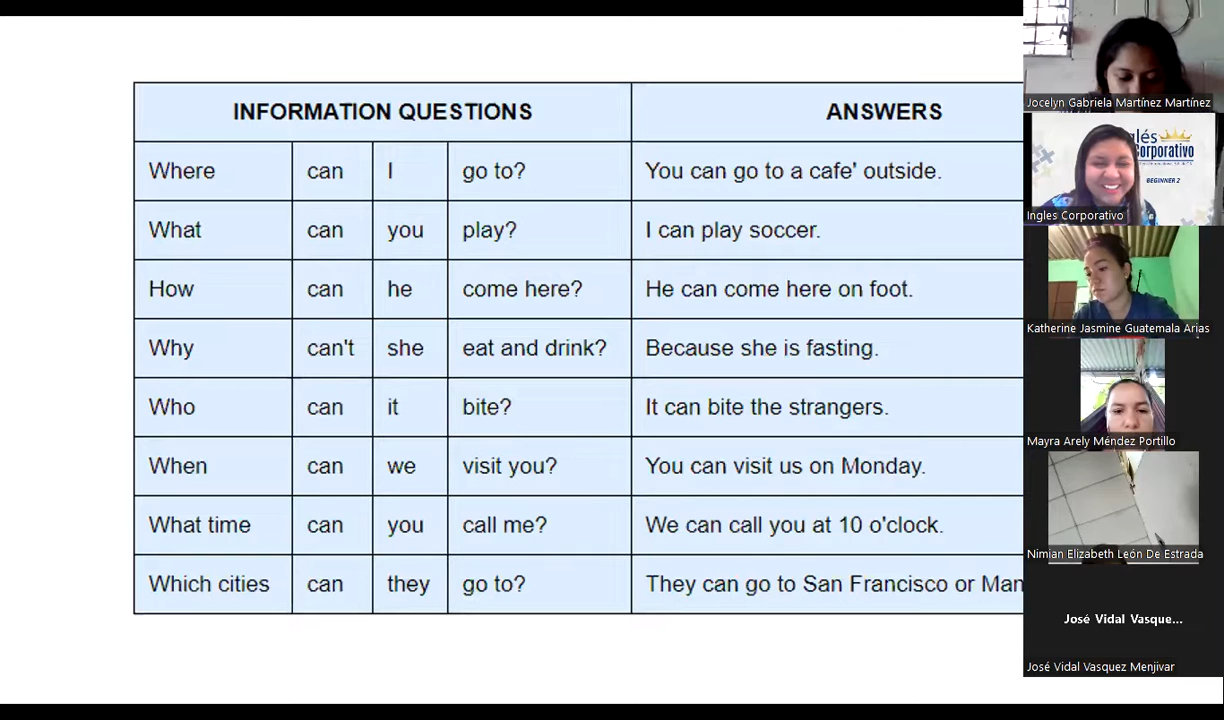 INFORMATION QUESTIONS ANSWERS
Where can I go to? You can go to a cafe' outside.
What can you play? I can play soccer.
How can he come here? He can come here on foot.
Why can't she eat and drink? Because she is fasting.
Who can it bite? It can bite the strangers.
When can we visit you? You can visit us on Monday.
What time can you call me? We can call you at 10 o'clock.
Which cities can they go to? They can go to San Francisco or Man
Jocelyn Gabriela Martínez Martínez
glés
Corporativo
BEGINNER 2
Ingles Corporativo
Katherine Jasmine Guatemala Arias
Mayra Arely Méndez Portillo
Nimian Elizabeth León De Estrada
José Vidal Vasque...
José Vidal Vasquez Menjivar